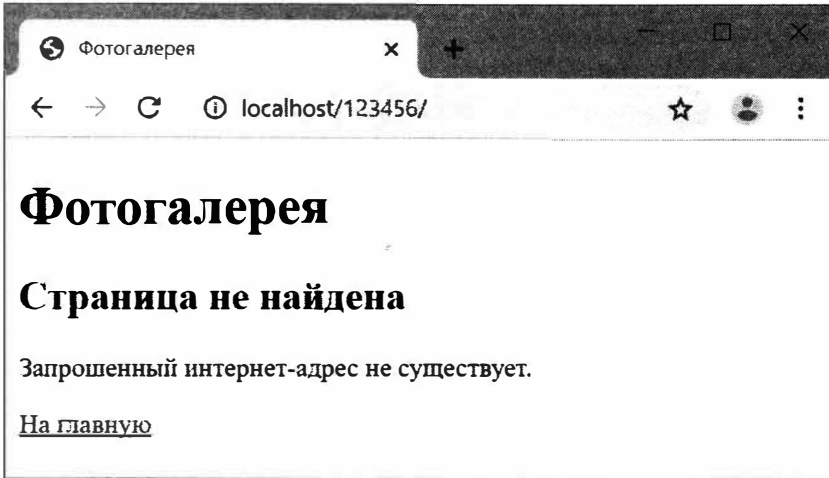 Фотогалерея
localhost/123456/
Фотогалерея
Страница не найдена
Запрошенный интернет-адрес не существует.
На главную